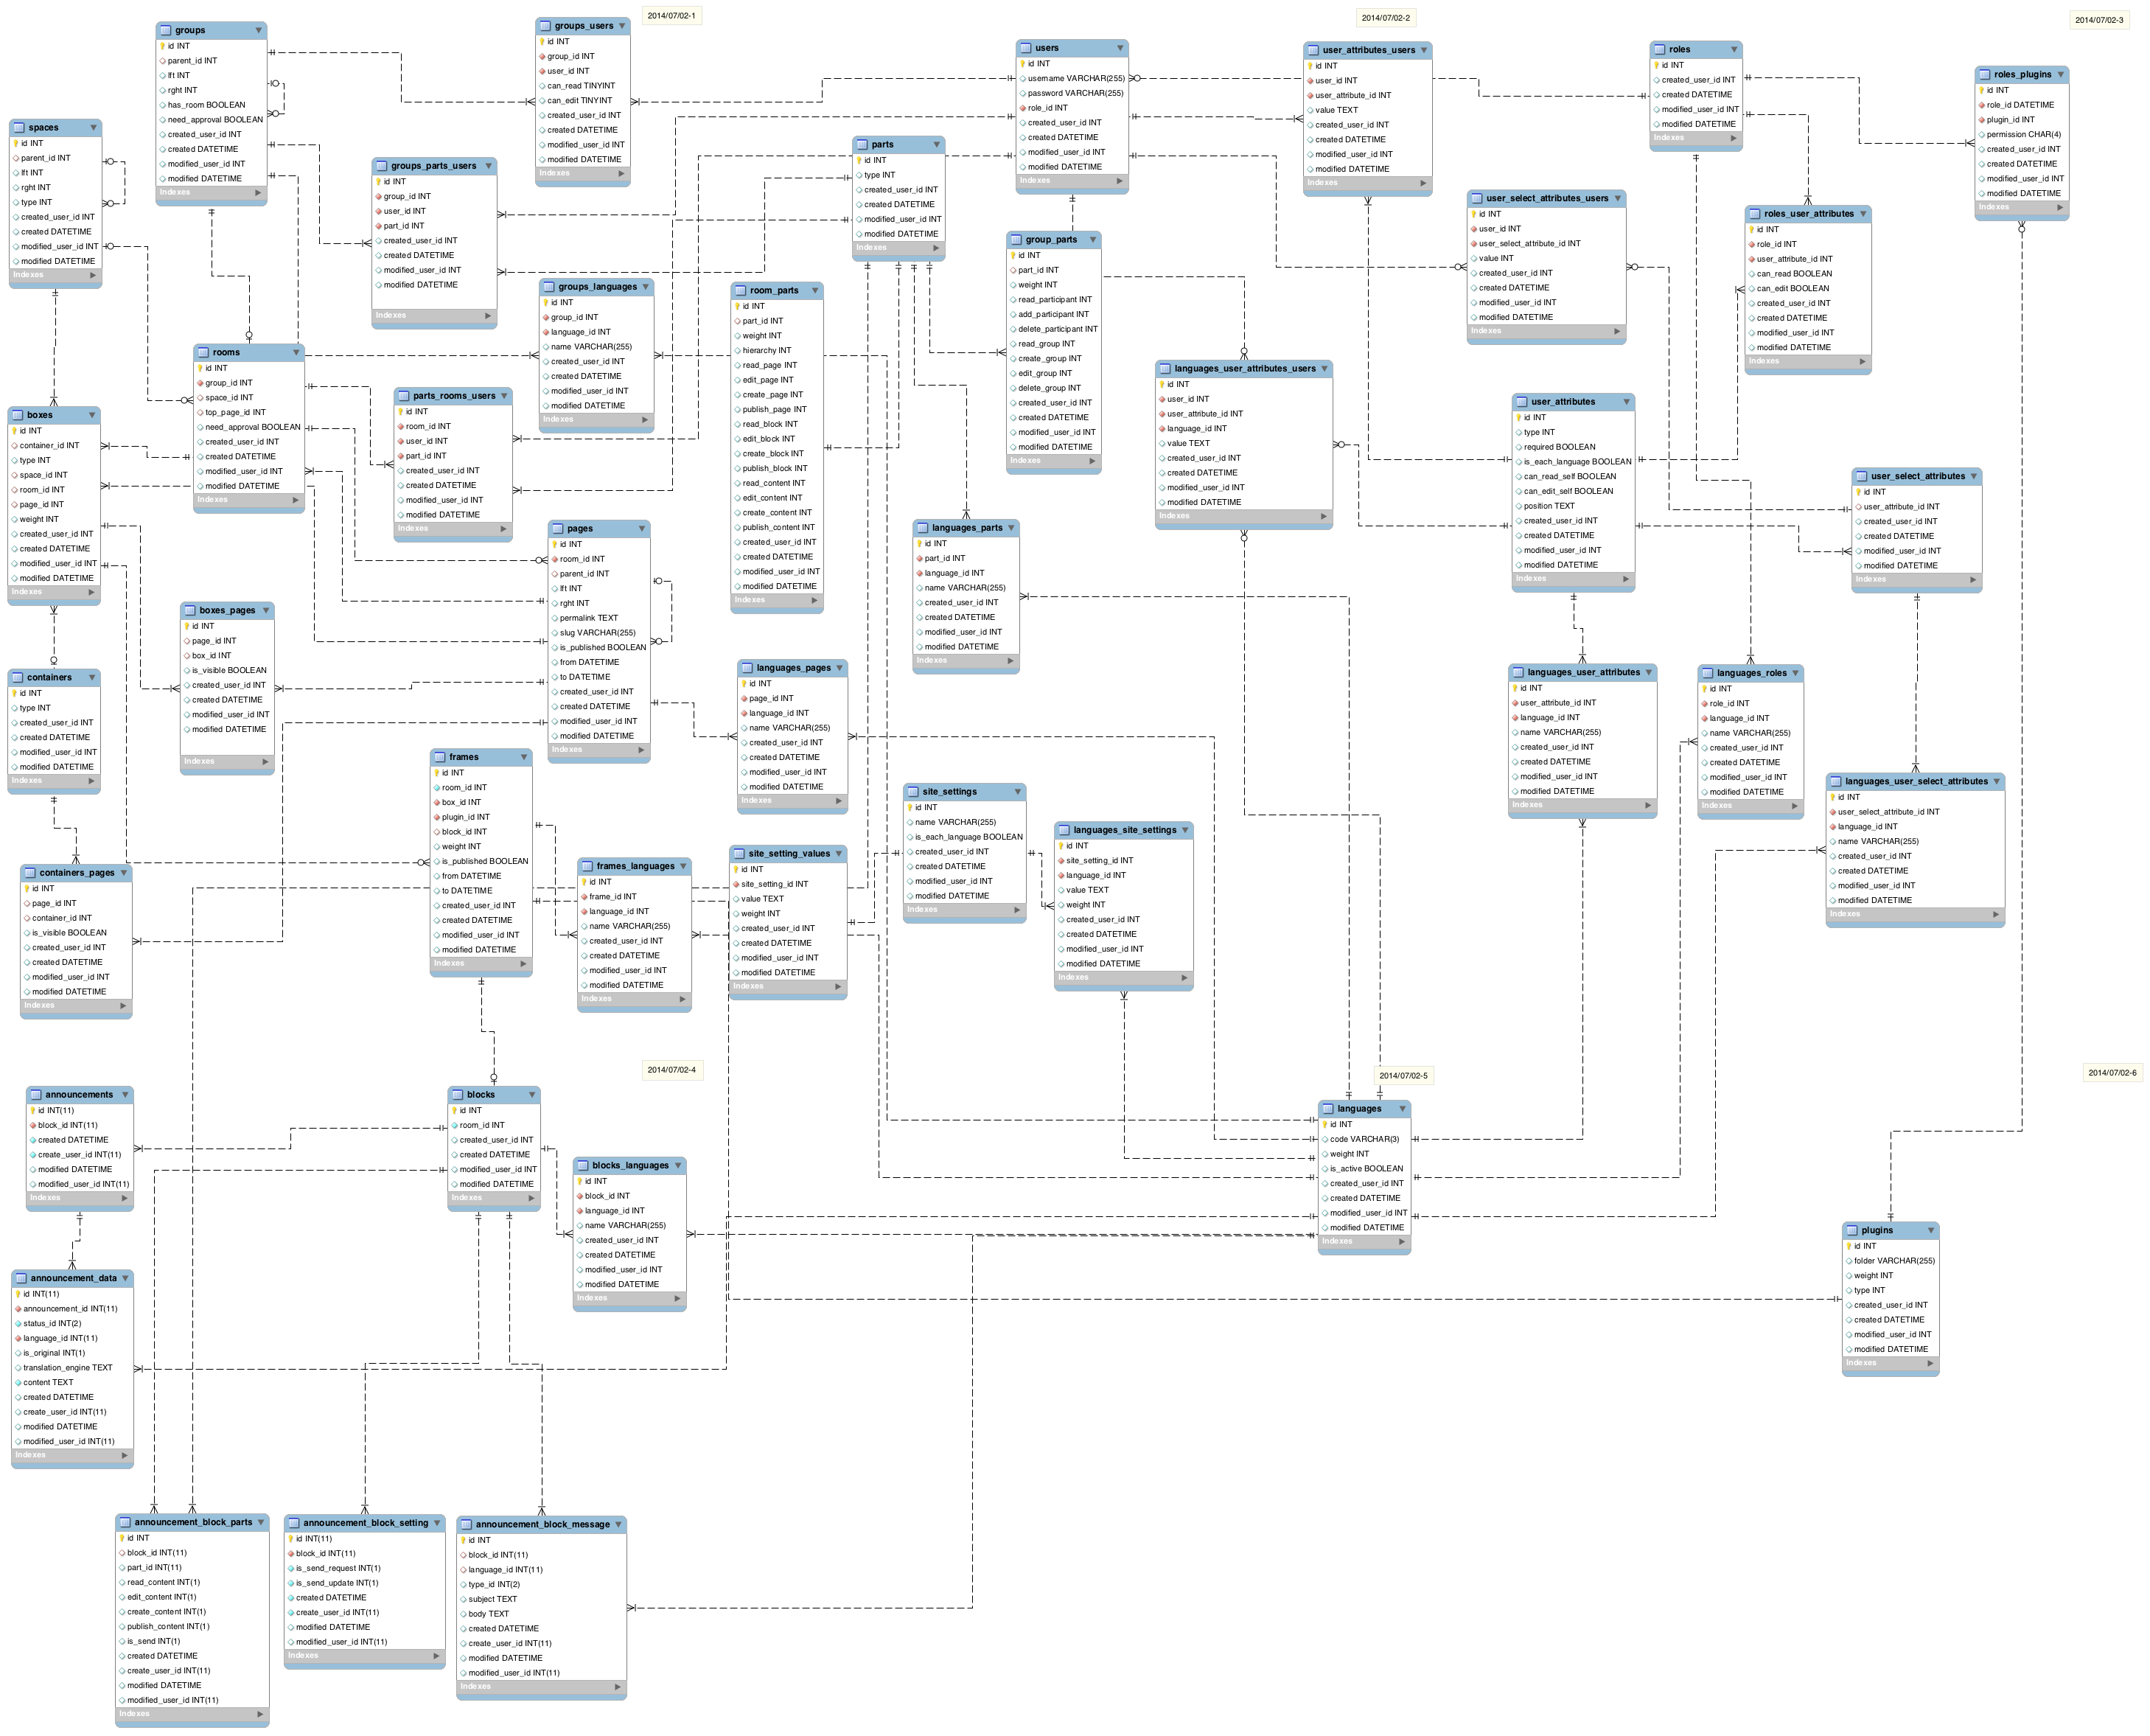 2014/07/02-1
2014/07/02-2
2014/07/02-3
groups
id INT
parent_id INT
lft INT
rght INT
has_room BOOLEAN
need_approval BOOLEAN
created_user_id INT
created DATETIME
modified_user_id INT
modified DATETIME
Indexes
groups_users
id INT
group_id INT
user_id INT
can_read TINYINT
can_edit TINYINT
created_user_id INT
created DATETIME
modified_user_id INT
modified DATETIME
Indexes
users
id INT
username VARCHAR(255)
password VARCHAR(255)
role_id INT
created_user_id INT
created DATETIME
modified_user_id INT
modified DATETIME
Indexes
user_attributes_users
id INT
user_id INT
user_attribute_id INT
value TEXT
created_user_id INT
created DATETIME
modified_user_id INT
modified DATETIME
Indexes
roles
id INT
created_user_id INT
created DATETIME
modified_user_id INT
modified DATETIME
Indexes
roles_plugins
id INT
role_id DATETIME
plugin_id INT
permission CHAR(4)
created_user_id INT
created DATETIME
modified_user_id INT
modified DATETIME
Indexes
spaces
id INT
parent_id INT
lft INT
rght INT
type INT
created_user_id INT
created DATETIME
modified_user_id INT
modified DATETIME
Indexes
groups_parts_users
id INT
group_id INT
user_id INT
part_id INT
created_user_id INT
created DATETIME
modified_user_id INT
modified DATETIME
Indexes
parts
id INT
type INT
created_user_id INT
created DATETIME
modified_user_id INT
modified DATETIME
Indexes
user_select_attributes_users
id INT
user_id INT
user_select_attribute_id INT
value INT
created_user_id INT
created DATETIME
modified_user_id INT
modified DATETIME
Indexes
roles_user_attributes
id INT
role_id INT
user_attribute_id INT
can_read BOOLEAN
can_edit BOOLEAN
created_user_id INT
created DATETIME
modified_user_id INT
modified DATETIME
Indexes
group_parts
id INT
part_id INT
weight INT
read_participant INT
add_participant INT
delete_participant INT
read_group INT
create_group INT
edit_group INT
delete_group INT
created_user_id INT
created DATETIME
modified_user_id INT
modified DATETIME
Indexes
groups_languages
id INT
group_id INT
language_id INT
name VARCHAR(255)
created_user_id INT
created DATETIME
modified_user_id INT
modified DATETIME
Indexes
room_parts
id INT
part_id INT
weight INT
hierarchy INT
read_page INT
edit_page INT
create_page INT
publish_page INT
read_block INT
edit_block INT
create_block INT
publish_block INT
read_content INT
edit_content INT
create_content INT
publish_content INT
created_user_id INT
created DATETIME
modified_user_id INT
modified DATETIME
Indexes
rooms
id INT
group_id INT
space_id INT
top_page_id INT
need_approval BOOLEAN
created_user_id INT
created DATETIME
modified_user_id INT
modified DATETIME
Indexes
parts_rooms_users
id INT
room_id INT
user_id INT
part_id INT
created_user_id INT
created DATETIME
modified_user_id INT
modified DATETIME
Indexes
languages_user_attributes_users
id INT
user_id INT
user_attribute_id INT
language_id INT
value TEXT
created_user_id INT
created DATETIME
modified_user_id INT
modified DATETIME
Indexes
user_attributes
id INT
type INT
required BOOLEAN
is_each_language BOOLEAN
can_read_self BOOLEAN
can_edit_self BOOLEAN
position TEXT
created_user_id INT
created DATETIME
modified_user_id INT
modified DATETIME
Indexes
user_select_attributes
id INT
user_attribute_id INT
created_user_id INT
created DATETIME
modified_user_id INT
modified DATETIME
Indexes
boxes
id INT
container_id INT
type INT
space_id INT
room_id INT
page_id INT
weight INT
created_user_id INT
created DATETIME
modified_user_id INT
modified DATETIME
Indexes
pages
id INT
room_id INT
parent_id INT
lft INT
rght INT
permalink TEXT
slug VARCHAR(255)
is_published BOOLEAN
from DATETIME
to DATETIME
created_user_id INT
created DATETIME
modified_user_id INT
modified DATETIME
Indexes
languages_parts
id INT
part_id INT
language_id INT
name VARCHAR(255)
created_user_id INT
created DATETIME
modified_user_id INT
modified DATETIME
Indexes
boxes_pages
id INT
page_id INT
box_id INT
is_visible BOOLEAN
created_user_id INT
created DATETIME
modified_user_id INT
modified DATETIME
Indexes
containers
id INT
type INT
created_user_id INT
created DATETIME
modified_user_id INT
modified DATETIME
Indexes
languages_pages
id INT
page_id INT
language_id INT
name VARCHAR(255)
created_user_id INT
created DATETIME
modified_user_id INT
modified DATETIME
Indexes
languages_user_attributes
id INT
user_attribute_id INT
language_id INT
name VARCHAR(255)
created_user_id INT
created DATETIME
modified_user_id INT
modified DATETIME
Indexes
languages_roles
id INT
role_id INT
language_id INT
name VARCHAR(255)
created_user_id INT
created DATETIME
modified_user_id INT
modified DATETIME
Indexes
frames
id INT
room_id INT
box_id INT
plugin_id INT
block_id INT
weight INT
is_published BOOLEAN
from DATETIME
to DATETIME
created_user_id INT
created DATETIME
modified_user_id INT
modified DATETIME
Indexes
site_settings
id INT
name VARCHAR(255)
is_each_language BOOLEAN
created_user_id INT
created DATETIME
modified_user_id INT
modified DATETIME
Indexes
languages_site_settings
id INT
site_setting_id INT
language_id INT
value TEXT
weight INT
created_user_id INT
created DATETIME
modified_user_id INT
modified DATETIME
Indexes
languages_user_select_attributes
id INT
user_select_attribute_id INT
language_id INT
name VARCHAR(255)
created_user_id INT
created DATETIME
modified_user_id INT
modified DATETIME
Indexes
containers_pages
id INT
page_id INT
container_id INT
is_visible BOOLEAN
created_user_id INT
created DATETIME
modified_user_id INT
modified DATETIME
Indexes
frames_languages
id INT
frame_id INT
language_id INT
name VARCHAR(255)
created_user_id INT
created DATETIME
modified_user_id INT
modified DATETIME
Indexes
site_setting_values
id INT
site_setting_id INT
value TEXT
weight INT
created_user_id INT
created DATETIME
modified_user_id INT
modified DATETIME
Indexes
2014/07/02-4
2014/07/02-5
2014/07/02-6
announcements
id INT(11)
block_id INT(11)
created DATETIME
create_user_id INT(11)
modified DATETIME
modified_user_id INT(11)
Indexes
blocks
id INT
room_id INT
created_user_id INT
created DATETIME
modified_user_id INT
modified DATETIME
Indexes
blocks_languages
id INT
block_id INT
language_id INT
name VARCHAR(255)
created_user_id INT
created DATETIME
modified_user_id INT
modified DATETIME
Indexes
languages
id INT
code VARCHAR(3)
weight INT
is_active BOOLEAN
created_user_id INT
created DATETIME
modified_user_id INT
modified DATETIME
Indexes
plugins
id INT
folder VARCHAR(255)
weight INT
type INT
created_user_id INT
created DATETIME
modified_user_id INT
modified DATETIME
Indexes
announcement_data
id INT(11)
announcement_id INT(11)
status_id INT(2)
language_id INT(11)
is_original INT(1)
translation_engine TEXT
content TEXT
created DATETIME
create_user_id INT(11)
modified DATETIME
modified_user_id INT(11)
Indexes
announcement_block_parts
id INT
block_id INT(11)
part_id INT(11)
read_content INT(1)
edit_content INT(1)
create_content INT(1)
publish_content INT(1)
is_send INT(1)
created DATETIME
create_user_id INT(11)
modified DATETIME
modified_user_id INT(11)
Indexes
announcement_block_setting
id INT(11)
block_id INT(11)
is_send_request INT(1)
is_send_update INT(1)
created DATETIME
create_user_id INT(11)
modified DATETIME
modified_user_id INT(11)
Indexes
announcement_block_message
id INT
block_id INT(11)
language_id INT(11)
type_id INT(2)
subject TEXT
body TEXT
created DATETIME
create_user_id INT(11)
modified DATETIME
modified_user_id INT(11)
Indexes